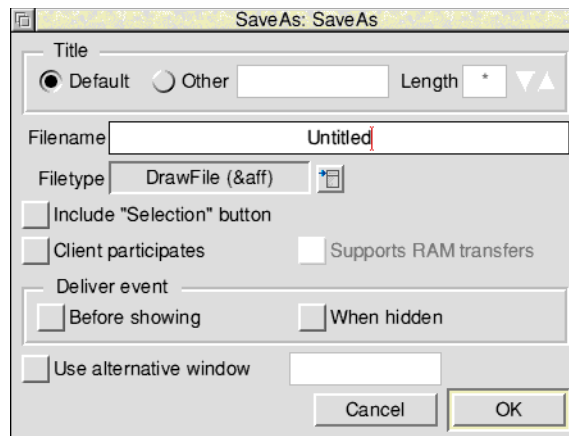 SaveAs: SaveAs
Title
Default Other Length *
Filename Untitled
Filetype DrawFile (&aff)
Include "Selection" button
Client participates Supports RAM transfers
Deliver event
Before showing When hidden
Use alternative window
Cancel OK